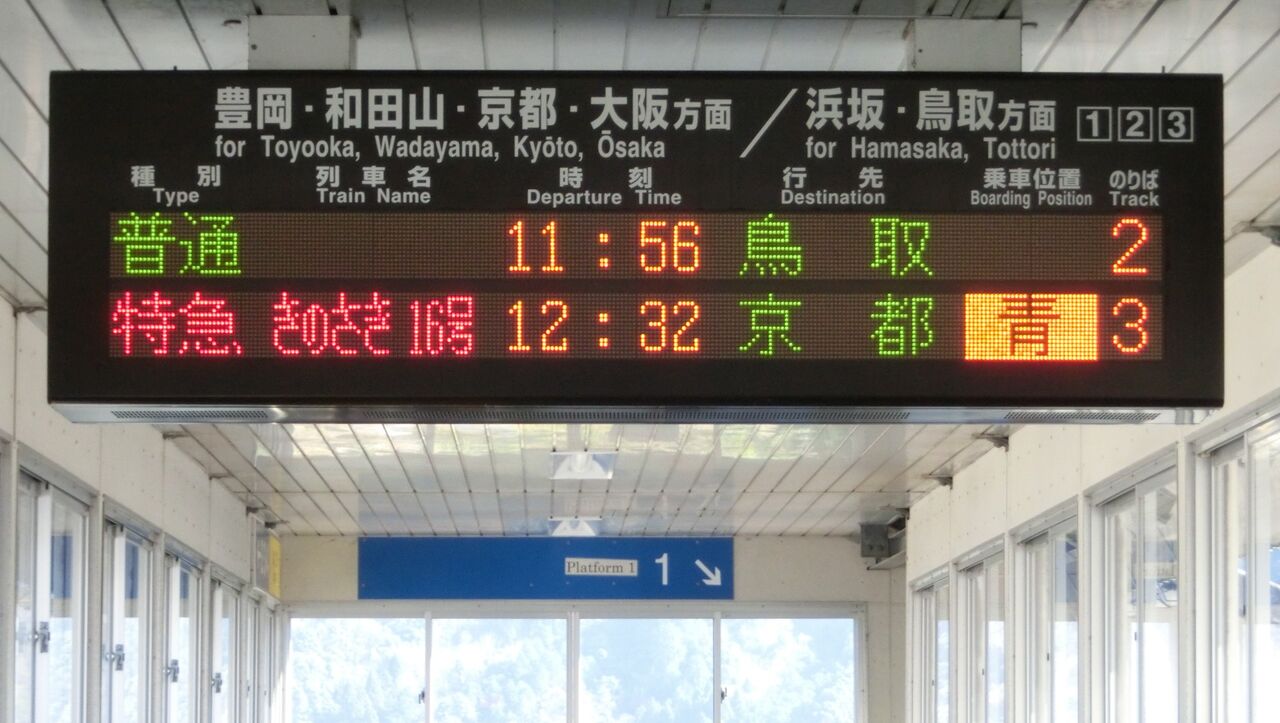 豊岡・和田山・京都・大阪方面／浜坂・鳥取方面 1 2 3
for Toyooka, Wadayama, Kyōto, Ōsaka for Hamasaka, Tottori
種別 列車名 時刻 行先 乗車位置 のりば
Type Train Name Departure Time Destination Boarding Position Track
普通 11:56 鳥取 2
特急 きのさき 16号 12:32 京都 青 3
Platform 1 1 ↘